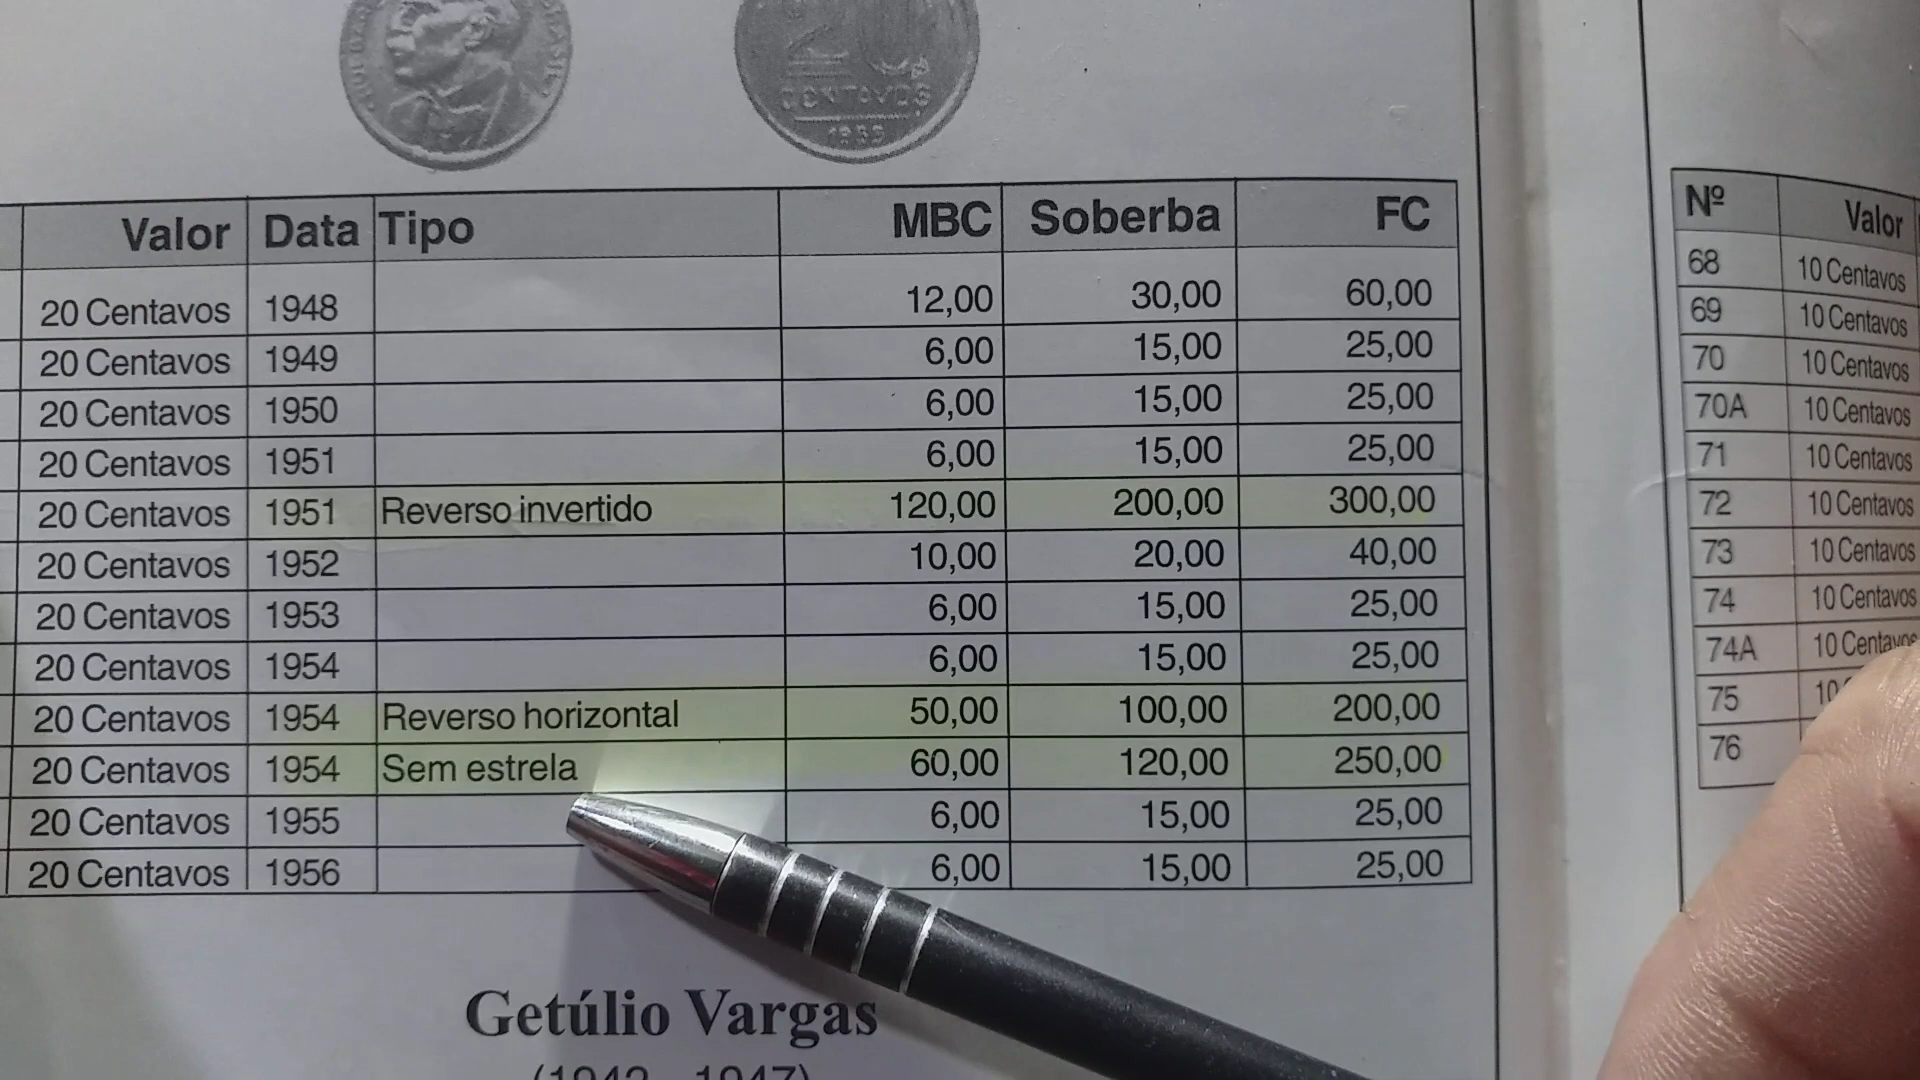 20
CENTAVOS
Valor Data Tipo MBC Soberba FC
20 Centavos 1948 12,00 30,00 60,00
20 Centavos 1949 6,00 15,00 25,00
20 Centavos 1950 6,00 15,00 25,00
20 Centavos 1951 6,00 15,00 25,00
20 Centavos 1951 Reverso invertido 120,00 200,00 300,00
20 Centavos 1952 10,00 20,00 40,00
20 Centavos 1953 6,00 15,00 25,00
20 Centavos 1954 6,00 15,00 25,00
20 Centavos 1954 Reverso horizontal 50,00 100,00 200,00
20 Centavos 1954 Sem estrela 60,00 120,00 250,00
20 Centavos 1955 6,00 15,00 25,00
20 Centavos 1956 6,00 15,00 25,00
Getúlio Vargas
(1942 - 1947)
Nº Valor
68 10 Centavos
69 10 Centavos
70 10 Centavos
70A 10 Centavos
71 10 Centavos
72 10 Centavos
73 10 Centavos
74 10 Centavos
74A 10 Centavos
75 10
76